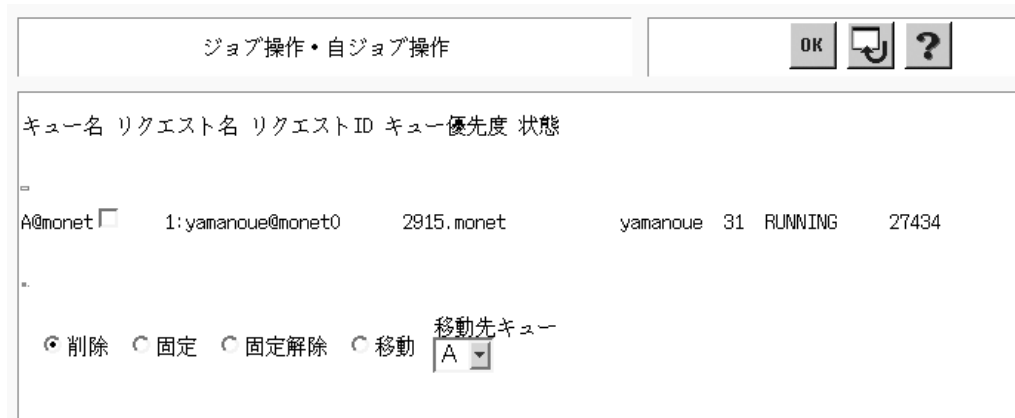 ジョブ操作・自ジョブ操作
OK
?
キュー名 リクエスト名 リクエストID キュー優先度 状態
A@monet 1:yamanoue@monet0 2915.monet yamanoue 31 RUNNING 27434
移動先キュー
削除 固定 固定解除 移動 A